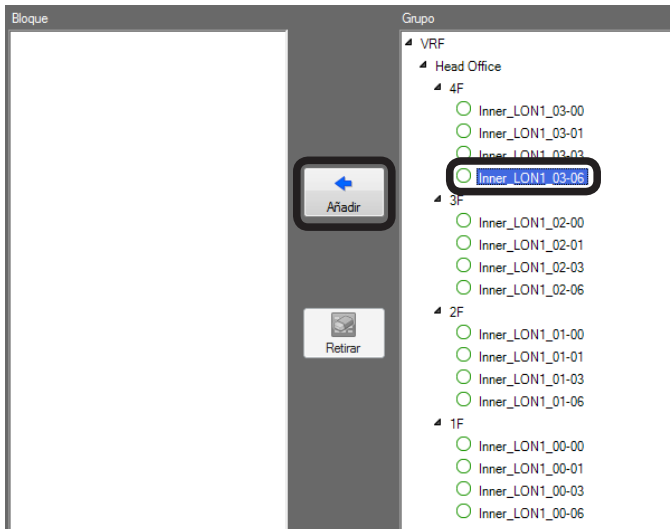 Bloque
Grupo
VRF
Head Office
4F
Inner_LON1_03-00
Inner_LON1_03-01
Inner_LON1_03-03
Inner_LON1_03-06
3F
Inner_LON1_02-00
Inner_LON1_02-01
Inner_LON1_02-03
Inner_LON1_02-06
2F
Inner_LON1_01-00
Inner_LON1_01-01
Inner_LON1_01-03
Inner_LON1_01-06
1F
Inner_LON1_00-00
Inner_LON1_00-01
Inner_LON1_00-03
Inner_LON1_00-06
Añadir
Retirar